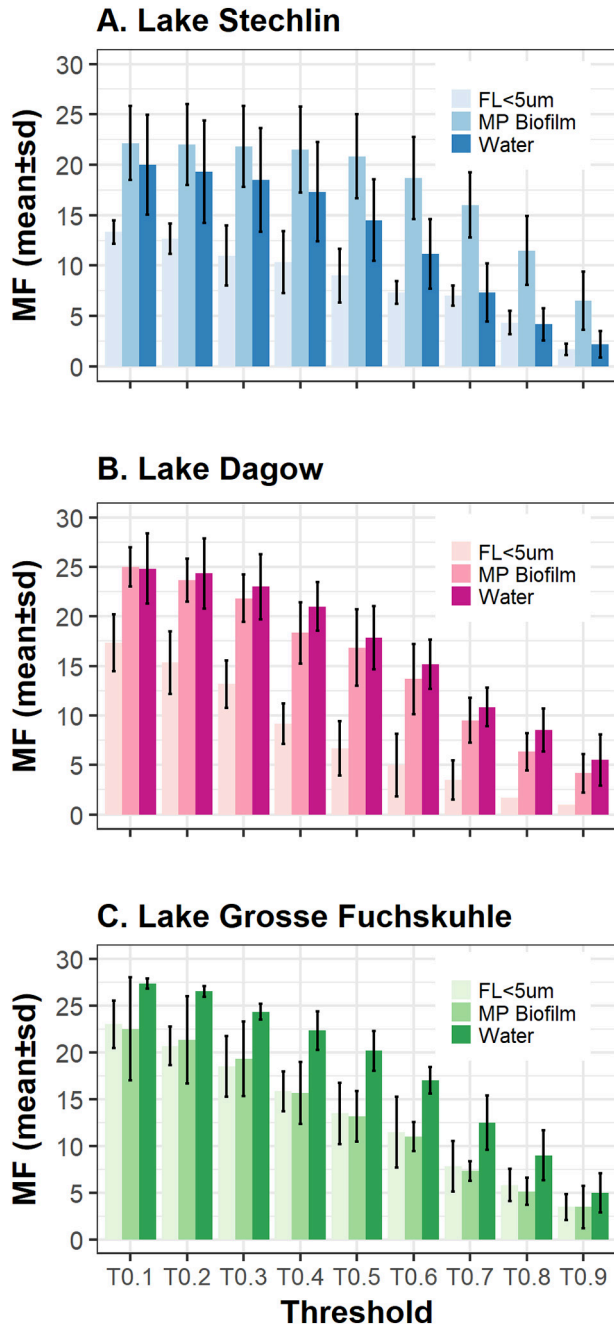 A. Lake Stechlin
MF (mean±sd)
30
25
20
15
10
5
0
FL<5um
MP Biofilm
Water
B. Lake Dagow
MF (mean±sd)
30
25
20
15
10
5
0
FL<5um
MP Biofilm
Water
C. Lake Grosse Fuchskuhle
MF (mean±sd)
30
25
20
15
10
5
0
FL<5um
MP Biofilm
Water
T0.1 T0.2 T0.3 T0.4 T0.5 T0.6 T0.7 T0.8 T0.9
Threshold